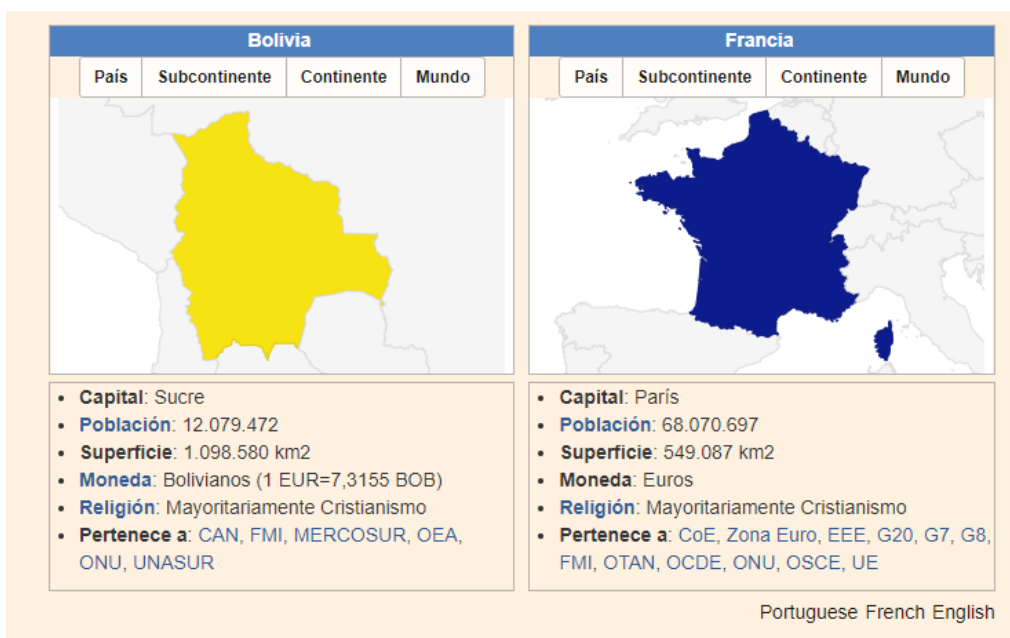 Bolivia
País Subcontinente Continente Mundo
• Capital: Sucre
• Población: 12.079.472
• Superficie: 1.098.580 km2
• Moneda: Bolivianos (1 EUR=7,3155 BOB)
• Religión: Mayoritariamente Cristianismo
• Pertenece a: CAN, FMI, MERCOSUR, OEA,
ONU, UNASUR
Francia
País Subcontinente Continente Mundo
• Capital: París
• Población: 68.070.697
• Superficie: 549.087 km2
• Moneda: Euros
• Religión: Mayoritariamente Cristianismo
• Pertenece a: CoE, Zona Euro, EEE, G20, G7, G8,
FMI, OTAN, OCDE, ONU, OSCE, UE
Portuguese French English